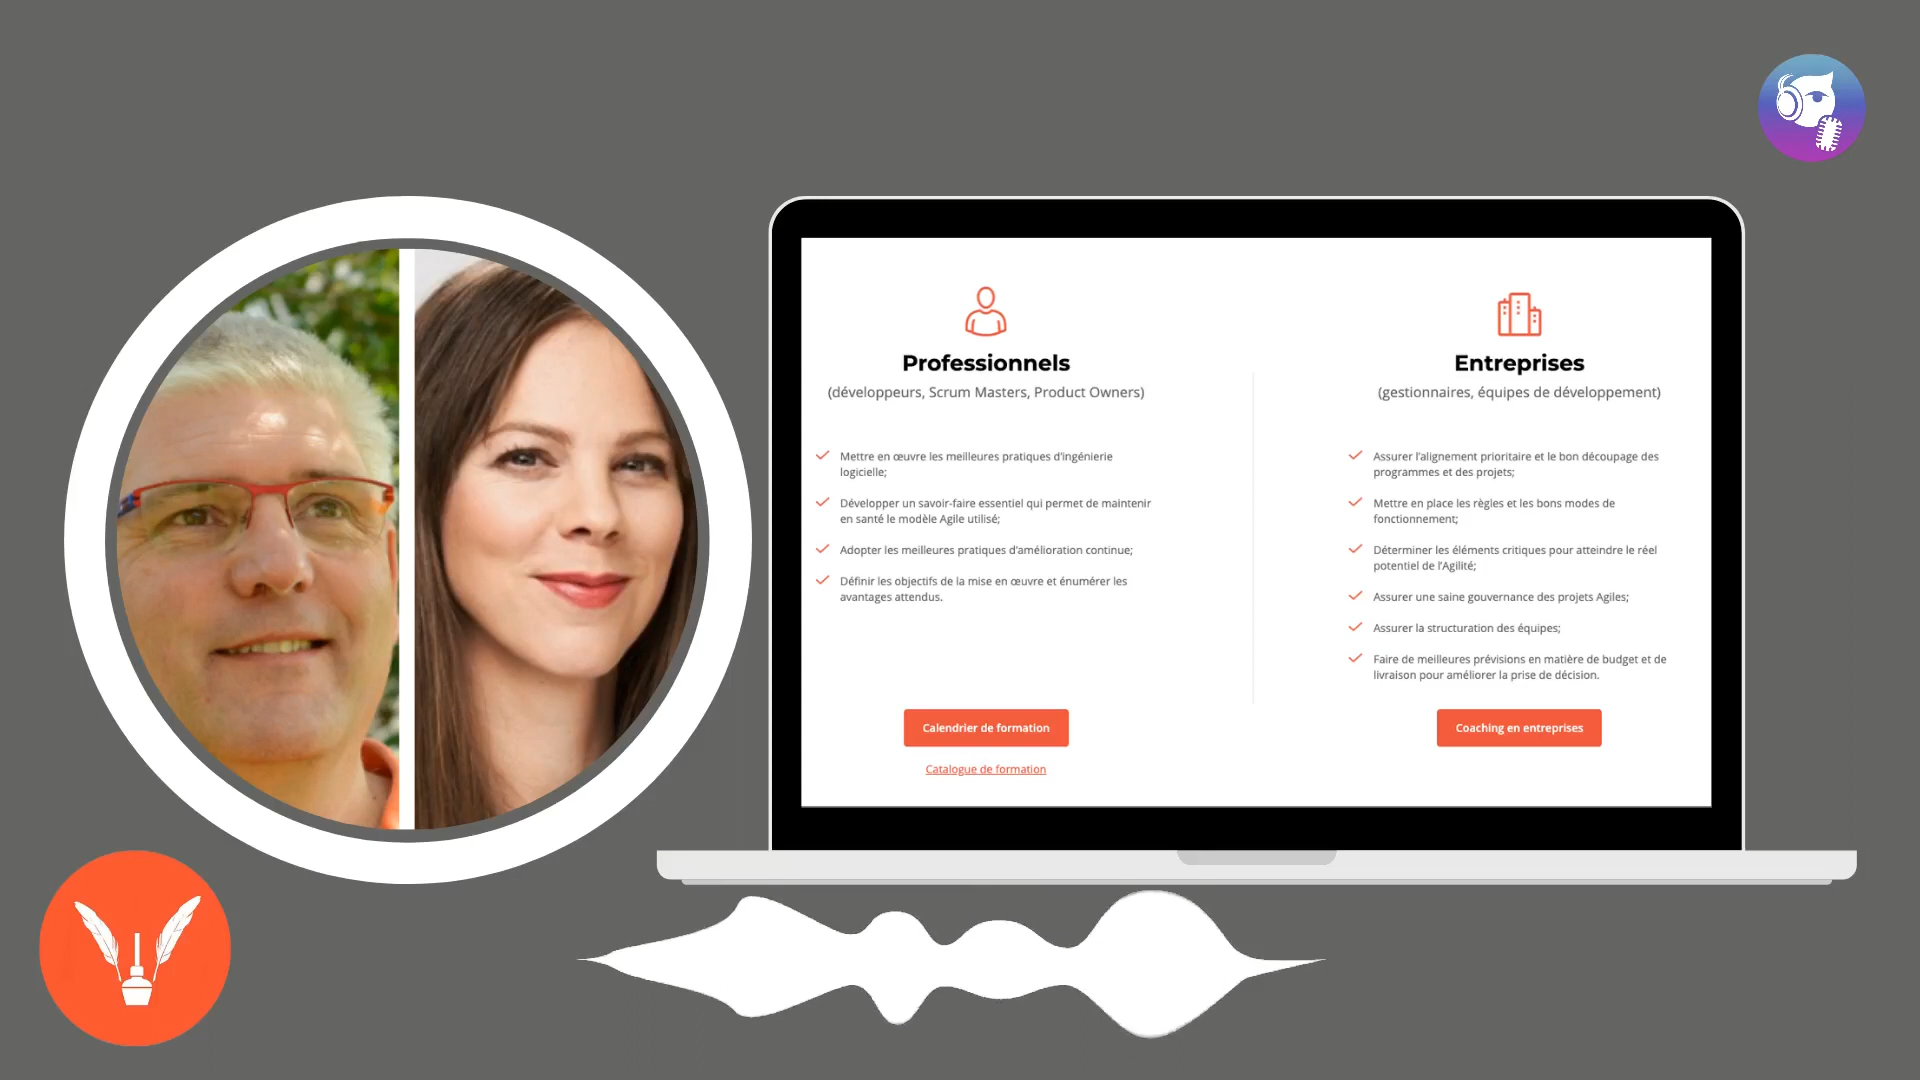 Professionnels
(développeurs, Scrum Masters, Product Owners)
Mettre en œuvre les meilleures pratiques d'ingénierie
logicielle;
Développer un savoir-faire essentiel qui permet de maintenir
en santé le modèle Agile utilisé;
Adopter les meilleures pratiques d'amélioration continue;
Définir les objectifs de la mise en œuvre et énumérer les
avantages attendus.
Calendrier de formation
Catalogue de formation
Entreprises
(gestionnaires, équipes de développement)
Assurer l'alignement prioritaire et le bon découpage des
programmes et des projets;
Mettre en place les règles et les bons modes de
fonctionnement;
Déterminer les éléments critiques pour atteindre le réel
potentiel de l'Agilité;
Assurer une saine gouvernance des projets Agiles;
Assurer la structuration des équipes;
Faire de meilleures prévisions en matière de budget et de
livraison pour améliorer la prise de décision.
Coaching en entreprises